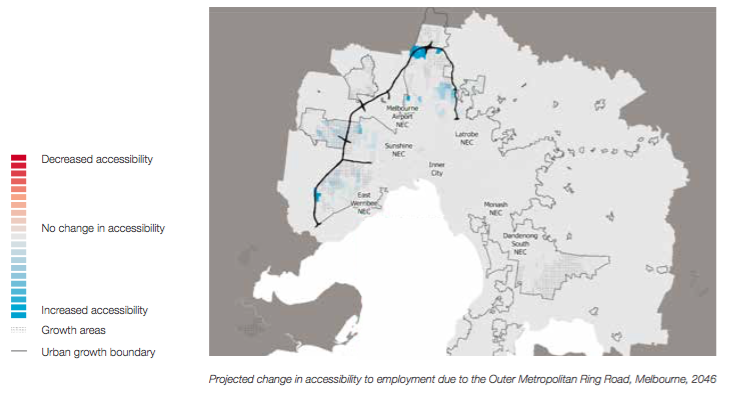 Decreased accessibility
No change in accessibility
Increased accessibility
Growth areas
Urban growth boundary
Melbourne
Airport
NEC
Sunshine
NEC
Latrobe
NEC
Inner
City
East
Werribee
NEC
Monash
NEC
Dandenong
South
NEC
Projected change in accessibility to employment due to the Outer Metropolitan Ring Road, Melbourne, 2046